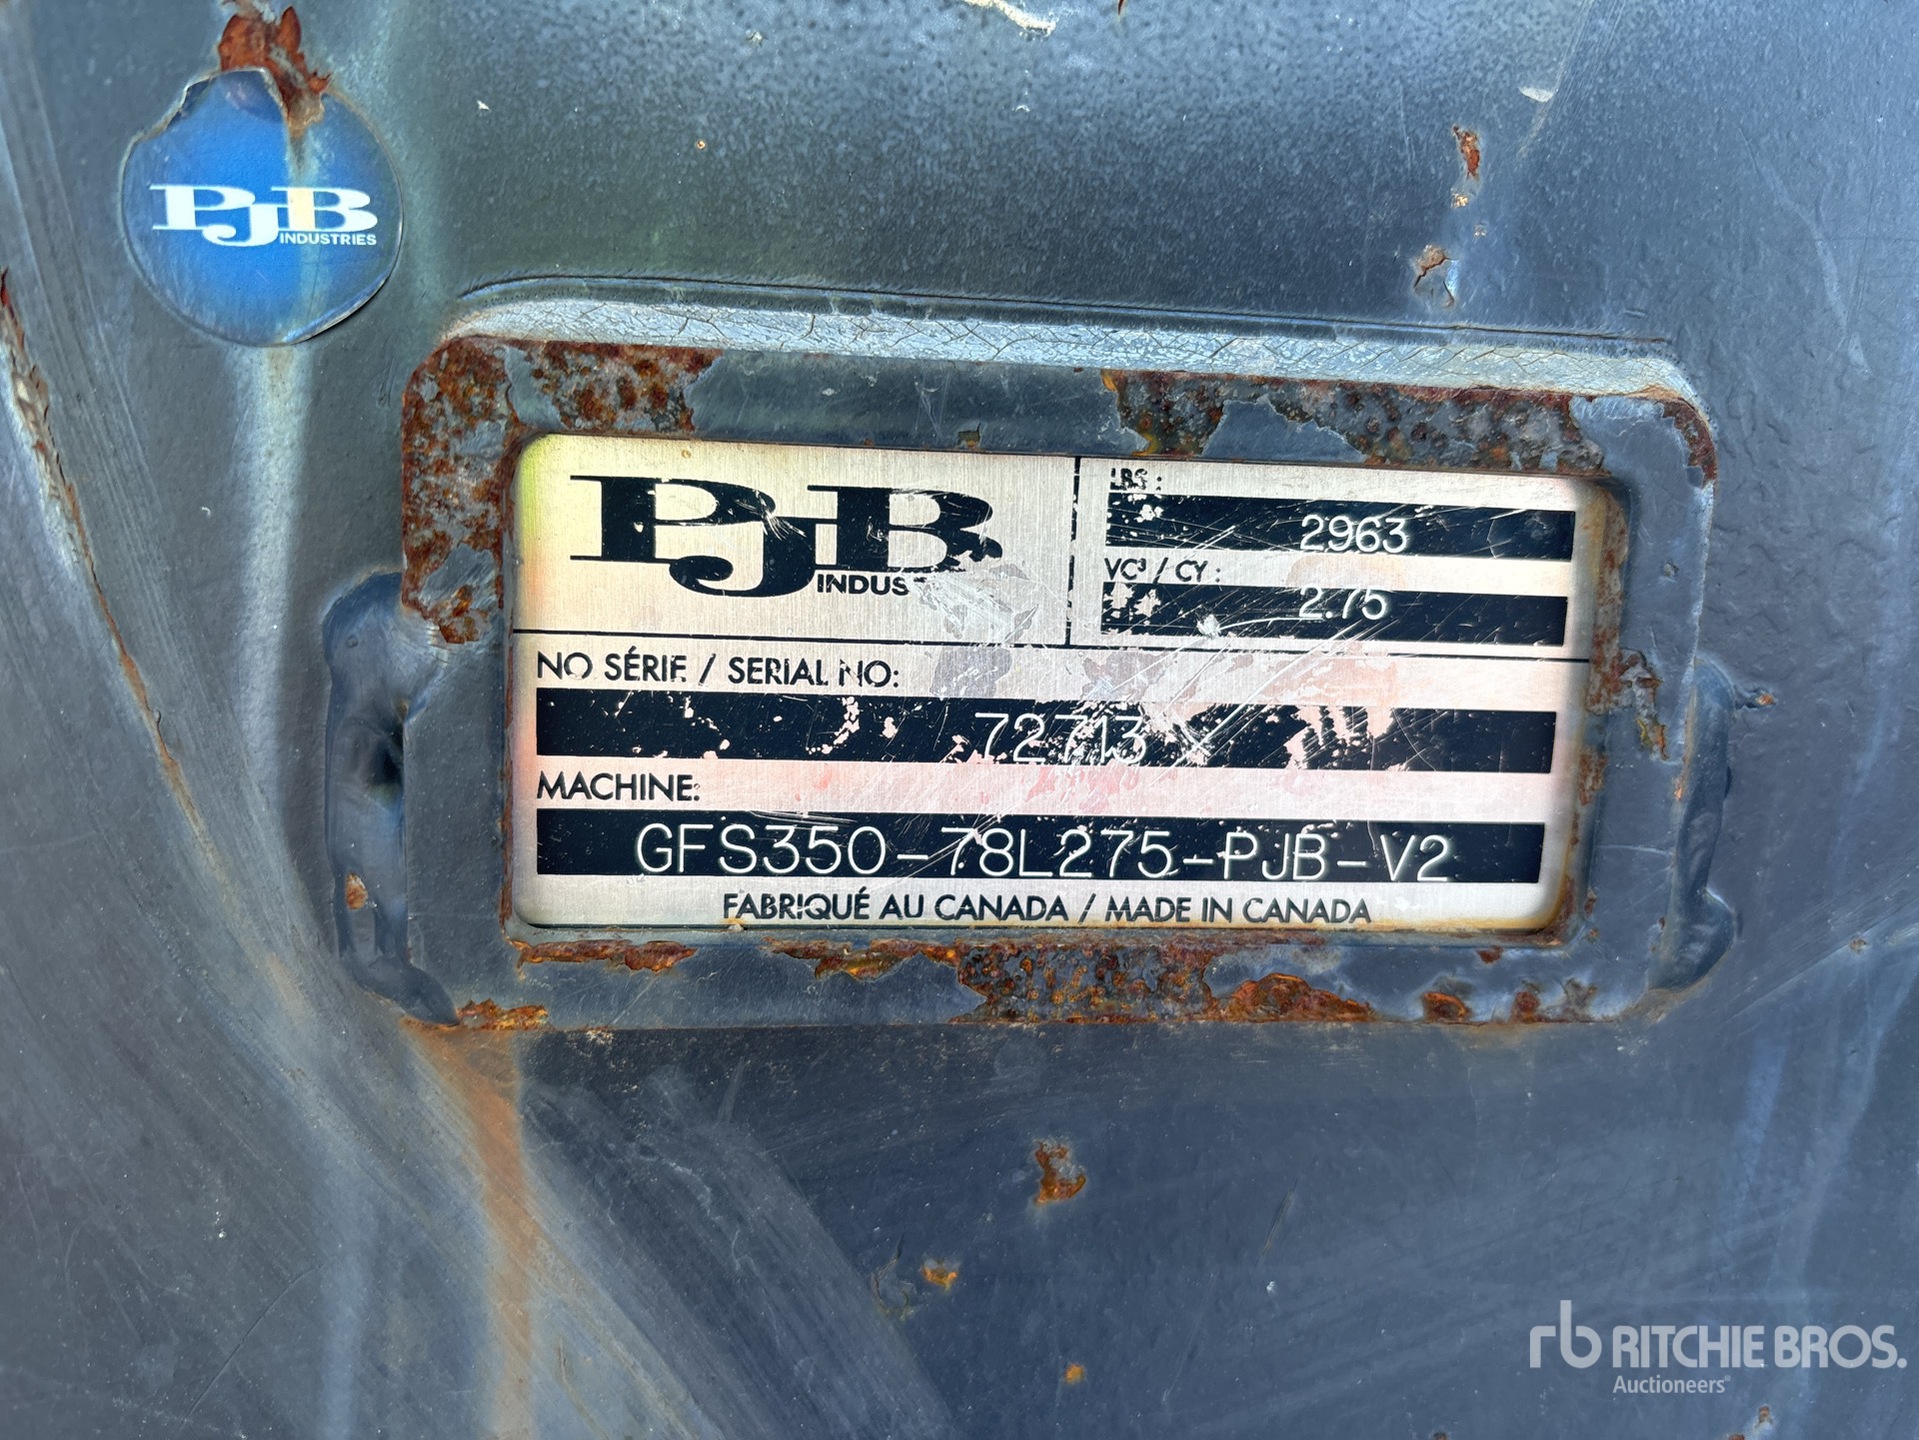 PJB
INDUSTRIES
PJB
INDUS
LBS:
2963
VC³ / CY:
2.75
NO SÉRIE / SERIAL NO:
72713
MACHINE:
GFS350-78L275-PJB-V2
FABRIQUÉ AU CANADA / MADE IN CANADA
rb RITCHIE BROS.
Auctioneers